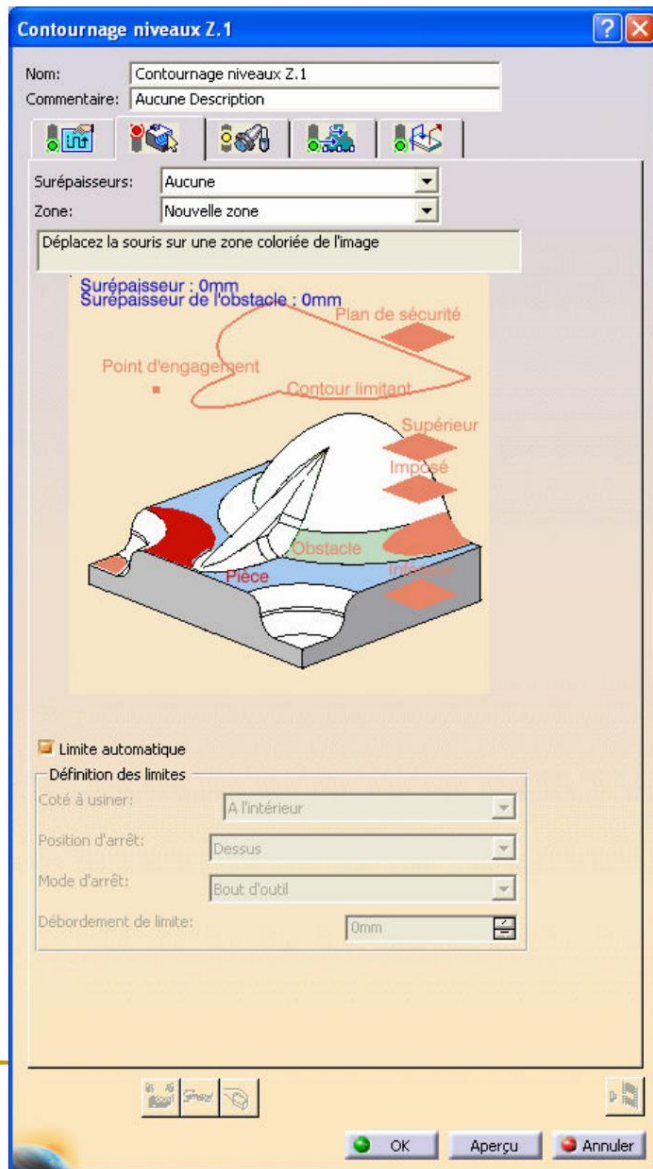 Contournage niveaux Z.1
Nom: Contournage niveaux Z.1
Commentaire: Aucune Description
Surépaisseurs: Aucune
Zone: Nouvelle zone
Déplacez la souris sur une zone coloriée de l'image
Surépaisseur : 0mm
Surépaisseur de l'obstacle : 0mm
Plan de sécurité
Point d'engagement
Contour limitant
Supérieur
Imposé
Obstacle
Inférieur
Pièce
Limite automatique
Définition des limites
Coté à usiner: A l'intérieur
Position d'arrêt: Dessus
Mode d'arrêt: Bout d'outil
Débordement de limite: 0mm
OK Aperçu Annuler